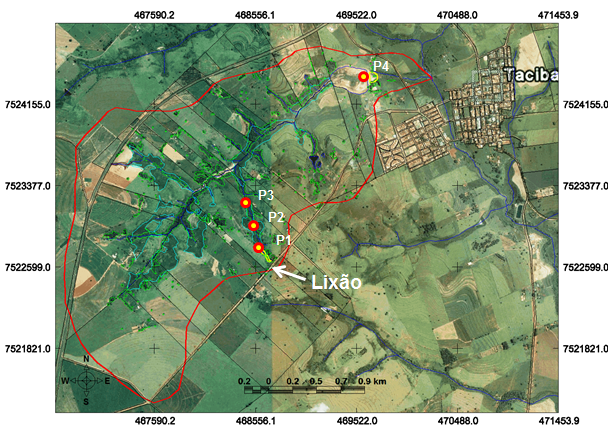 467590.2 468556.1 469522.0 470488.0 471453.9
P4
Taciba
7524155.0 7524155.0
7523377.0 7523377.0
P3
P2
P1
7522599.0 7522599.0
Lixão
7521821.0 7521821.0
N
W E
S
0.2 0 0.2 0.5 0.7 0.9 km
467590.2 468556.1 469522.0 470488.0 471453.9